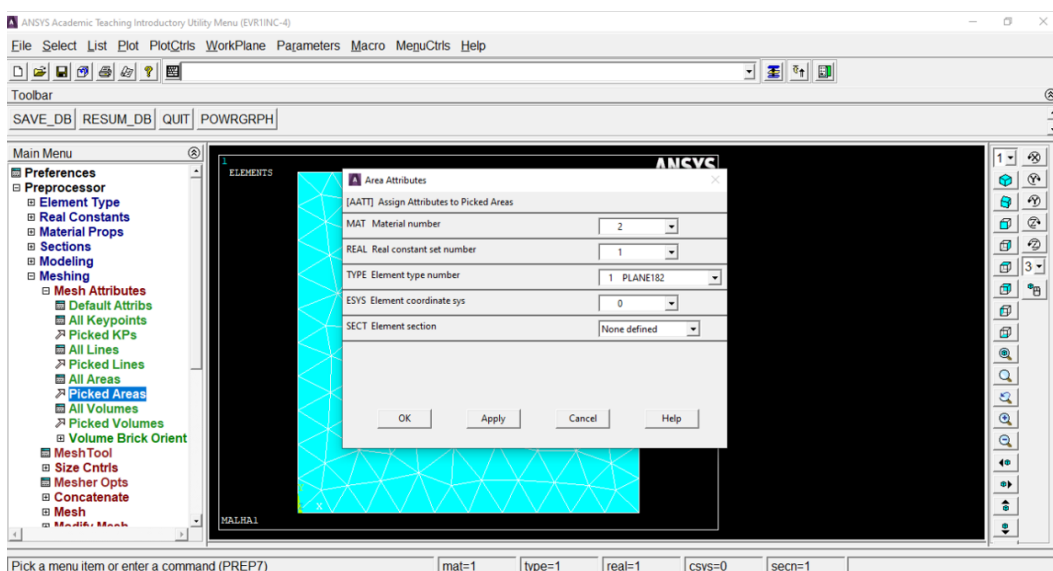 ANSYS Academic Teaching Introductory Utility Menu (EVR1INC-4)
File Select List Plot PlotCtrls WorkPlane Parameters Macro MenuCtrls Help
Toolbar
SAVE_DB RESUM_DB QUIT POWRGRPH
Main Menu
Preferences
Preprocessor
Element Type
Real Constants
Material Props
Sections
Modeling
Meshing
Mesh Attributes
Default Attribs
All Keypoints
Picked KPs
All Lines
Picked Lines
All Areas
Picked Areas
All Volumes
Picked Volumes
Volume Brick Orient
MeshTool
Size Cntrls
Mesher Opts
Concatenate
Mesh
Modify Mesh
1
ELEMENTS
ANSYS
Area Attributes
[AATT] Assign Attributes to Picked Areas
MAT Material number 2
REAL Real constant set number 1
TYPE Element type number 1 PLANE182
ESYS Element coordinate sys 0
SECT Element section None defined
OK Apply Cancel Help
X
MALHA1
1
3
Pick a menu item or enter a command (PREP7) mat=1 type=1 real=1 csys=0 secn=1